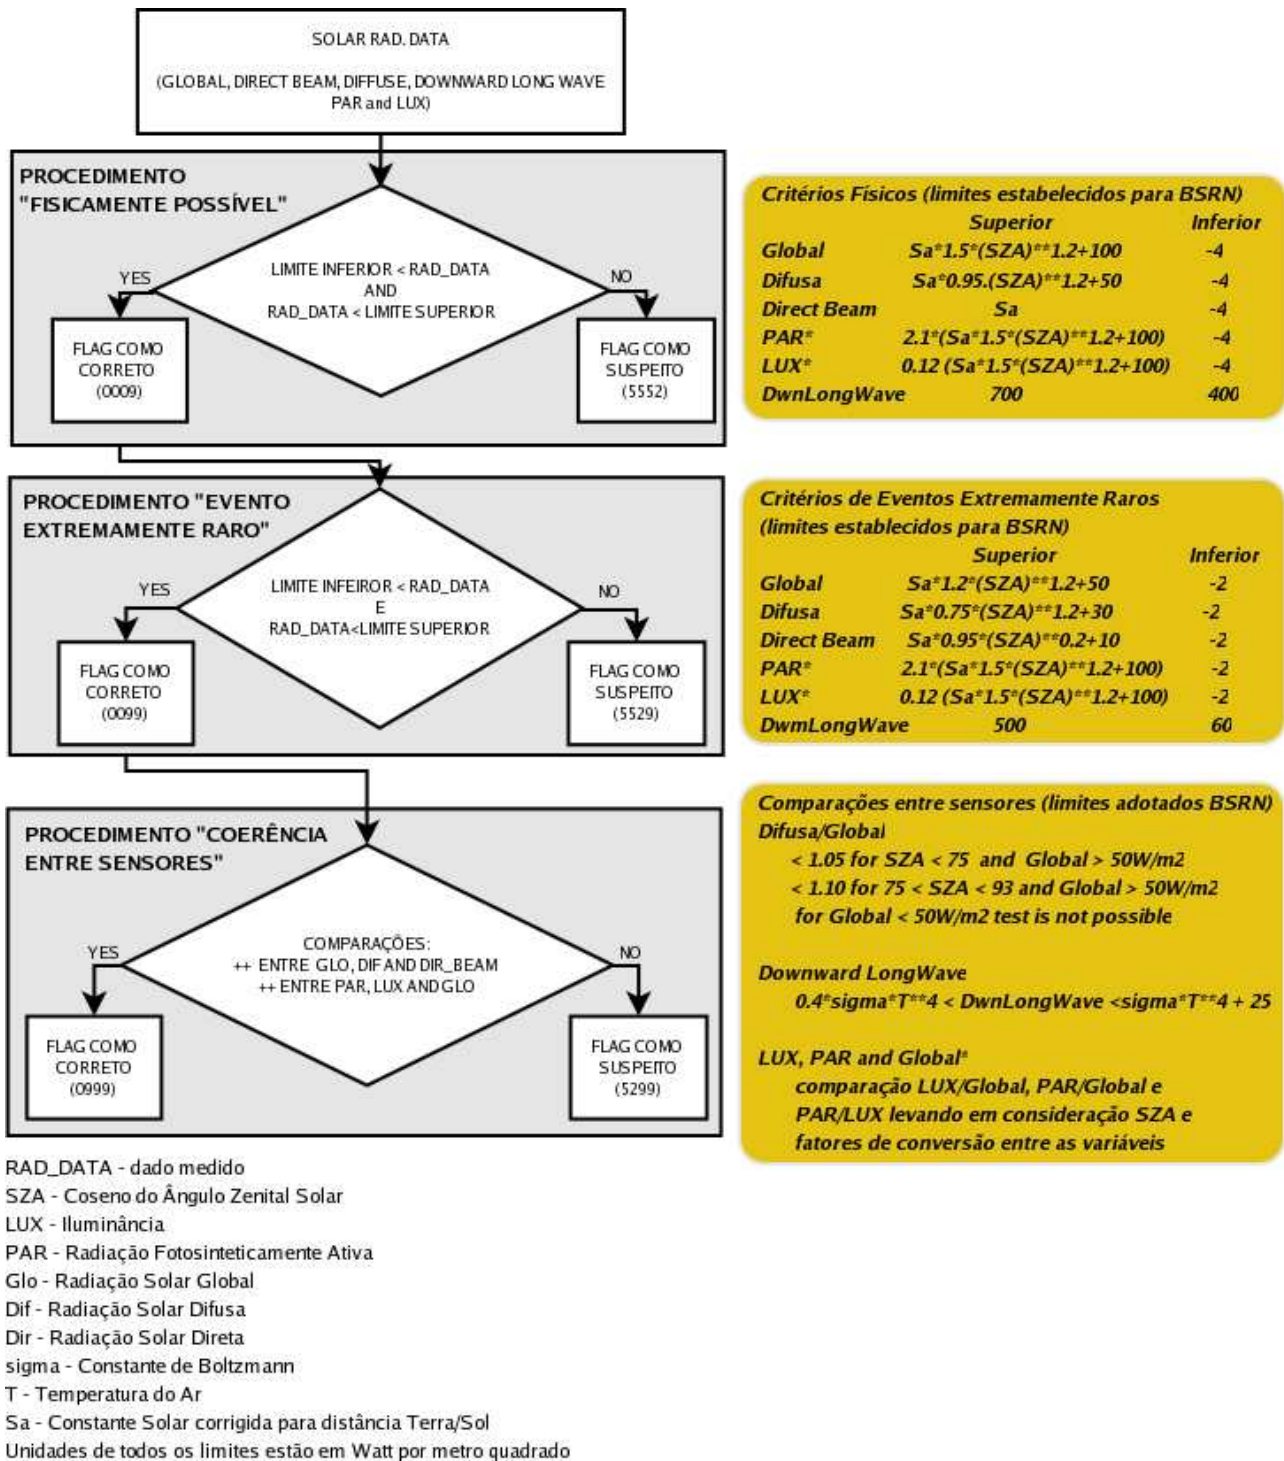 SOLAR RAD. DATA
(GLOBAL, DIRECT BEAM, DIFFUSE, DOWNWARD LONG WAVE
PAR and LUX)
PROCEDIMENTO
"FISICAMENTE POSSÍVEL"
LIMITE INFERIOR < RAD_DATA
AND
RAD_DATA < LIMITE SUPERIOR
YES
NO
FLAG COMO
CORRETO
(0009)
FLAG COMO
SUSPEITO
(5552)
Critérios Físicos (limites estabelecidos para BSRN)
Superior Inferior
Global Sa*1.5*(SZA)**1.2+100 -4
Difusa Sa*0.95.(SZA)**1.2+50 -4
Direct Beam Sa -4
PAR* 2.1*(Sa*1.5*(SZA)**1.2+100) -4
LUX* 0.12 (Sa*1.5*(SZA)**1.2+100) -4
DwnLongWave 700 400
PROCEDIMENTO "EVENTO
EXTREMAMENTE RARO"
LIMITE INFEIROR < RAD_DATA
E
RAD_DATA<LIMITE SUPERIOR
YES
NO
FLAG COMO
CORRETO
(0099)
FLAG COMO
SUSPEITO
(5529)
Critérios de Eventos Extremamente Raros
(limites establecidos para BSRN)
Superior Inferior
Global Sa*1.2*(SZA)**1.2+50 -2
Difusa Sa*0.75*(SZA)**1.2+30 -2
Direct Beam Sa*0.95*(SZA)**0.2+10 -2
PAR* 2.1*(Sa*1.5*(SZA)**1.2+100) -2
LUX* 0.12 (Sa*1.5*(SZA)**1.2+100) -2
DwmLongWave 500 60
PROCEDIMENTO "COERÊNCIA
ENTRE SENSORES"
COMPARAÇÕES:
++ ENTRE GLO, DIF AND DIR_BEAM
++ ENTRE PAR, LUX AND GLO
YES
NO
FLAG COMO
CORRETO
(0999)
FLAG COMO
SUSPEITO
(5299)
Comparações entre sensores (limites adotados BSRN)
Difusa/Global
< 1.05 for SZA < 75 and Global > 50W/m2
< 1.10 for 75 < SZA < 93 and Global > 50W/m2
for Global < 50W/m2 test is not possible
Downward LongWave
0.4*sigma*T**4 < DwnLongWave <sigma*T**4 + 25
LUX, PAR and Global*
comparação LUX/Global, PAR/Global e
PAR/LUX levando em consideração SZA e
fatores de conversão entre as variáveis
RAD_DATA - dado medido
SZA - Coseno do Ângulo Zenital Solar
LUX - Iluminância
PAR - Radiação Fotosinteticamente Ativa
Glo - Radiação Solar Global
Dif - Radiação Solar Difusa
Dir - Radiação Solar Direta
sigma - Constante de Boltzmann
T - Temperatura do Ar
Sa - Constante Solar corrigida para distância Terra/Sol
Unidades de todos os limites estão em Watt por metro quadrado